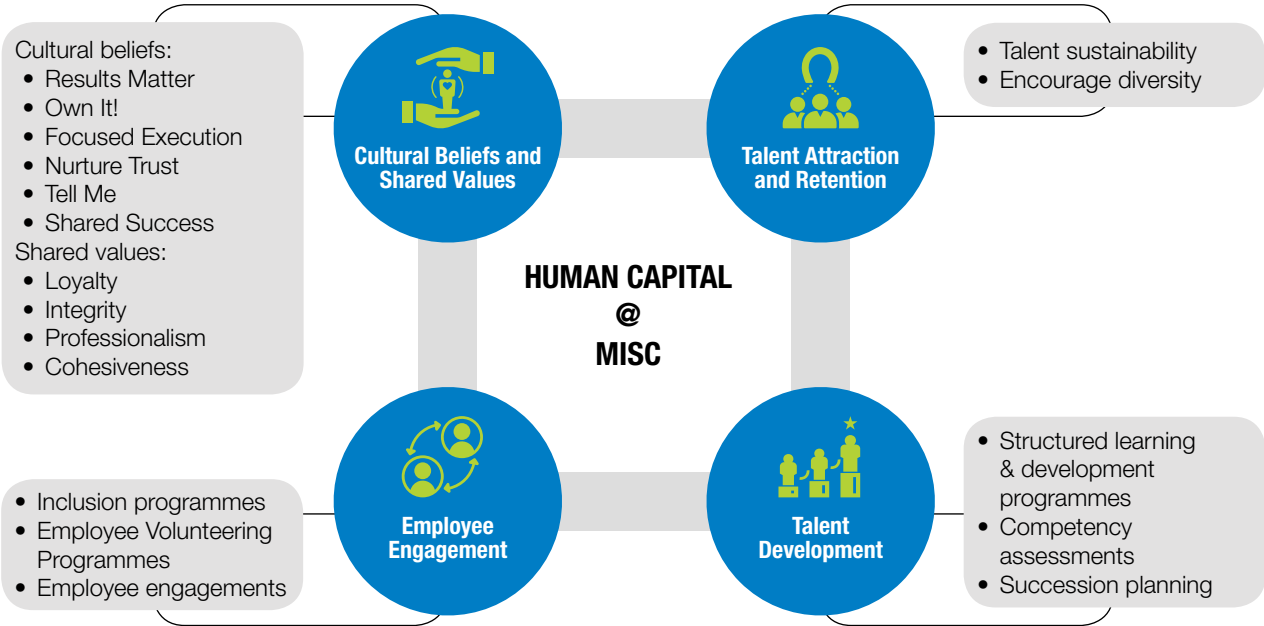 Cultural beliefs:
• Results Matter
• Own It!
• Focused Execution
• Nurture Trust
• Tell Me
• Shared Success
Shared values:
• Loyalty
• Integrity
• Professionalism
• Cohesiveness
Cultural Beliefs and
Shared Values
Talent Attraction
and Retention
• Talent sustainability
• Encourage diversity
HUMAN CAPITAL
@
MISC
• Inclusion programmes
• Employee Volunteering
Programmes
• Employee engagements
Employee
Engagement
Talent
Development
• Structured learning
& development
programmes
• Competency
assessments
• Succession planning